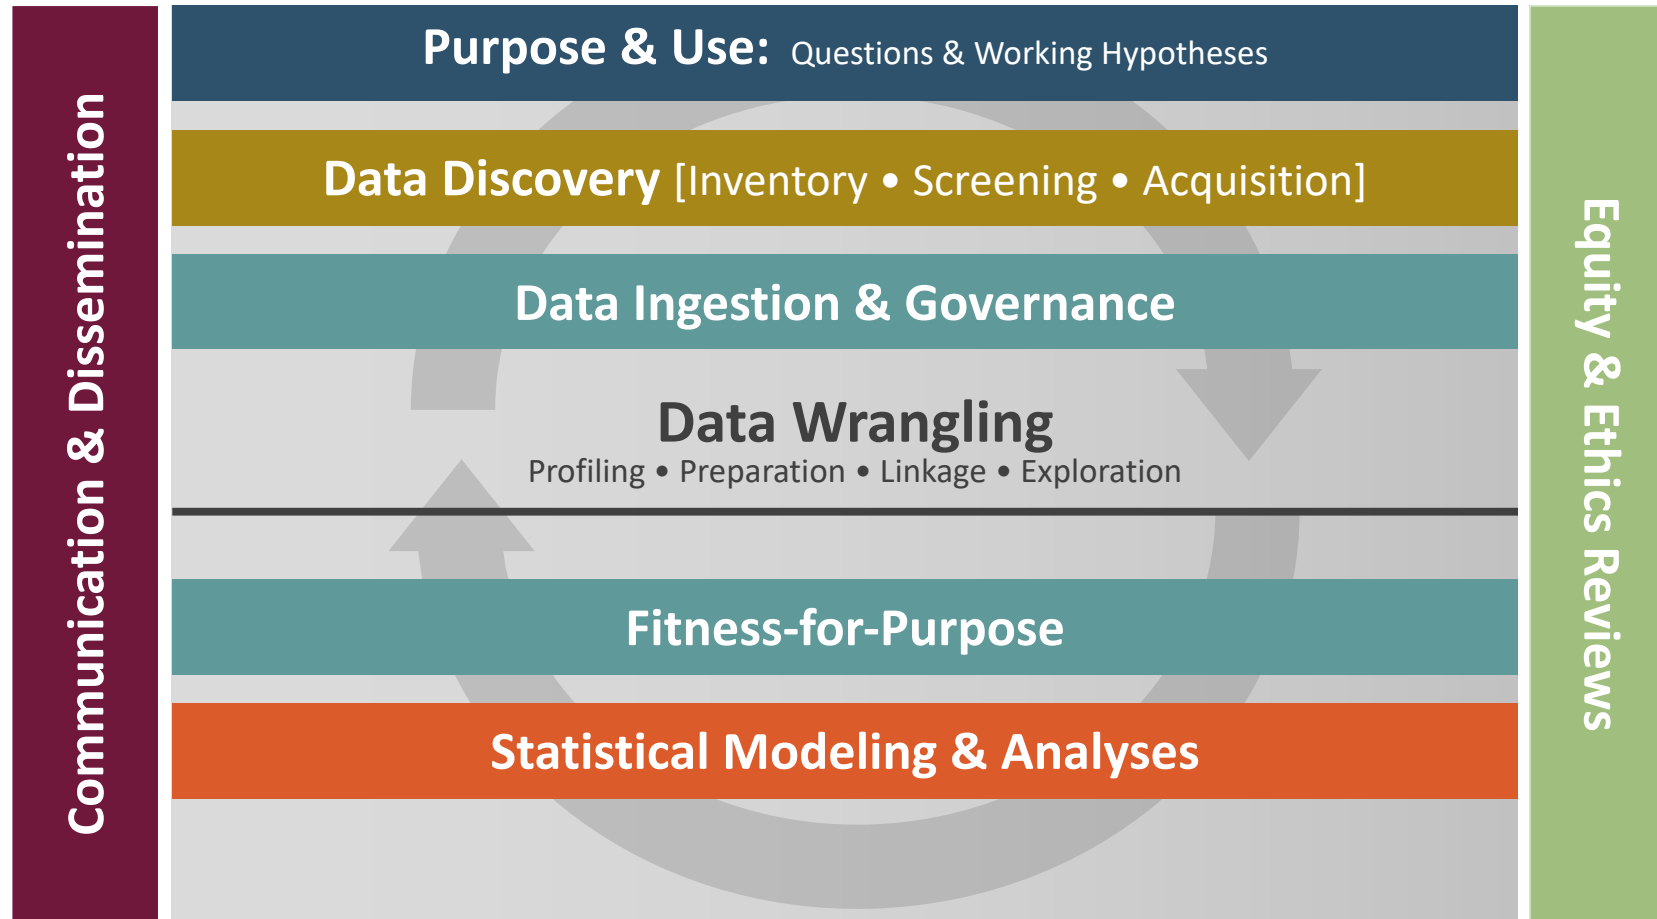 Communication & Dissemination
Purpose & Use: Questions & Working Hypotheses
Data Discovery [Inventory • Screening • Acquisition]
Data Ingestion & Governance
Data Wrangling
Profiling • Preparation • Linkage • Exploration
Fitness-for-Purpose
Statistical Modeling & Analyses
Equity & Ethics Reviews